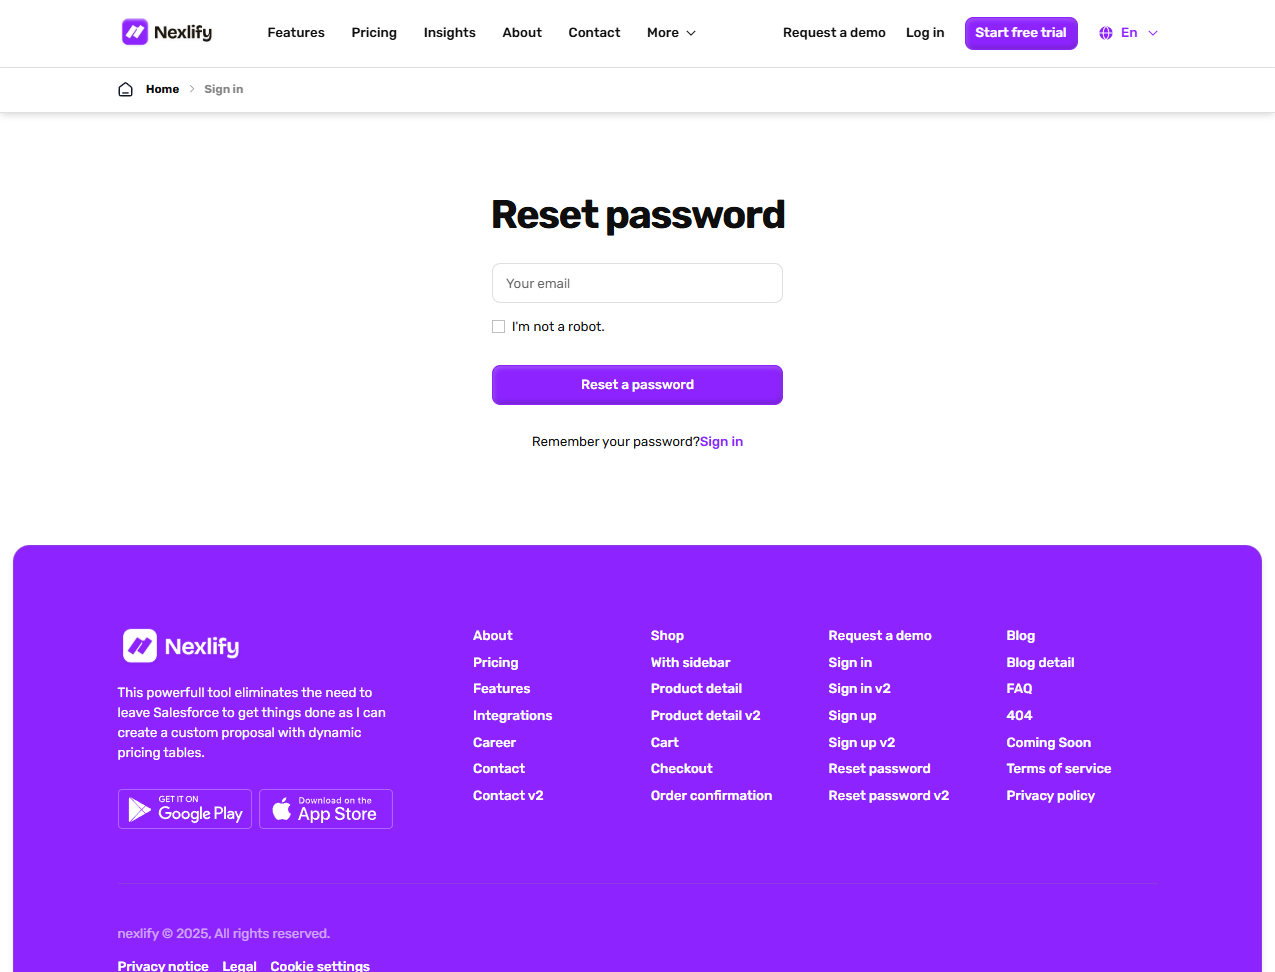 Nexlify Features Pricing Insights About Contact More Request a demo Log in Start free trial En
Home Sign in
Reset password
Your email
I'm not a robot.
Reset a password
Remember your password?Sign in
Nexlify
This powerfull tool eliminates the need to
leave Salesforce to get things done as I can
create a custom proposal with dynamic
pricing tables.
GET IT ON
Google Play
Download on the
App Store
About
Pricing
Features
Integrations
Career
Contact
Contact v2
Shop
With sidebar
Product detail
Product detail v2
Cart
Checkout
Order confirmation
Request a demo
Sign in
Sign in v2
Sign up
Sign up v2
Reset password
Reset password v2
Blog
Blog detail
FAQ
404
Coming Soon
Terms of service
Privacy policy
nexlify © 2025, All rights reserved.
Privacy notice Legal Cookie settings